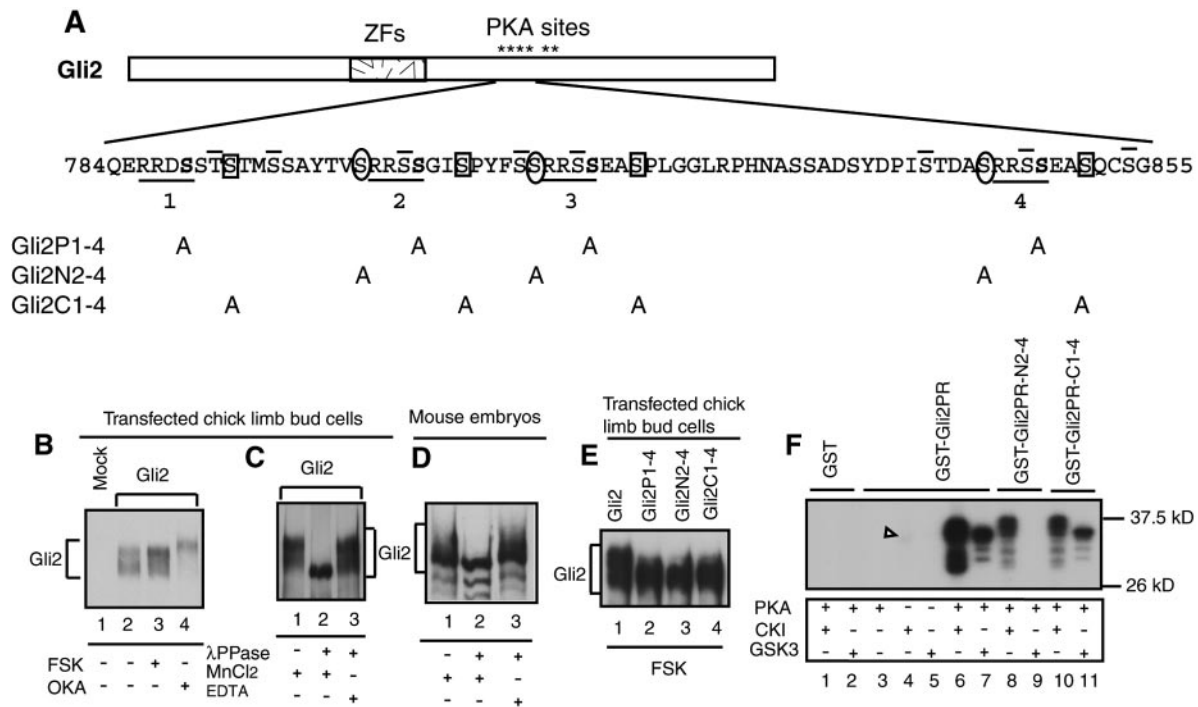 A
ZFs
PKA sites
**** **
Gli2
784QERRDSSTSTMSSAYTVSRRSSGISPYFSSRRSSEASPLGGLRPHNASSADSYDPISTDASRRSSEASQCSG855
1 2 3 4
Gli2P1-4 A A A A
Gli2N2-4 A A A
Gli2C1-4 A A A A
B
Transfected chick limb bud cells
Mock
Gli2
Gli2
1 2 3 4
FSK - - + -
OKA - - - +
C
Gli2
1 2 3
λPPase - + +
MnCl2 + + -
EDTA - - +
Mouse embryos
D
Gli2
1 2 3
- + +
+ + -
- - +
Transfected chick
limb bud cells
E
Gli2
Gli2P1-4
Gli2N2-4
Gli2C1-4
Gli2
1 2 3 4
FSK
F
GST
GST-Gli2PR
GST-Gli2PR-N2-4
GST-Gli2PR-C1-4
37.5 kD
26 kD
PKA + + + - - + + + + + +
CKI + - - + - + - + - + -
GSK3 - + - - + - + - + - +
1 2 3 4 5 6 7 8 9 10 11